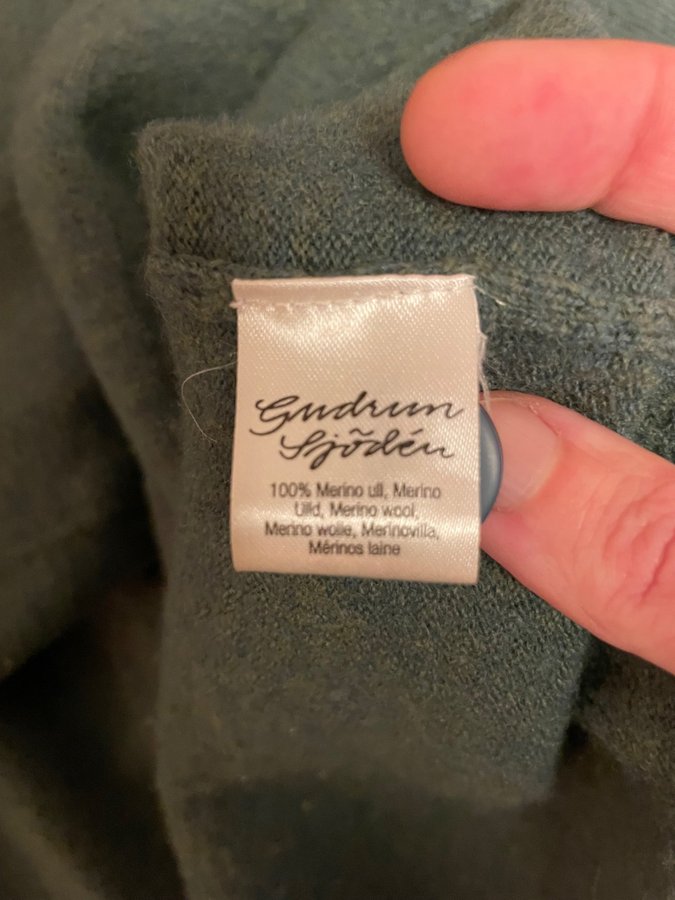 Gudrun
Sjödén
100% Merino ull, Merino
Uld, Merino wool,
Merino wolle, Merinovilla,
Mérinos laine